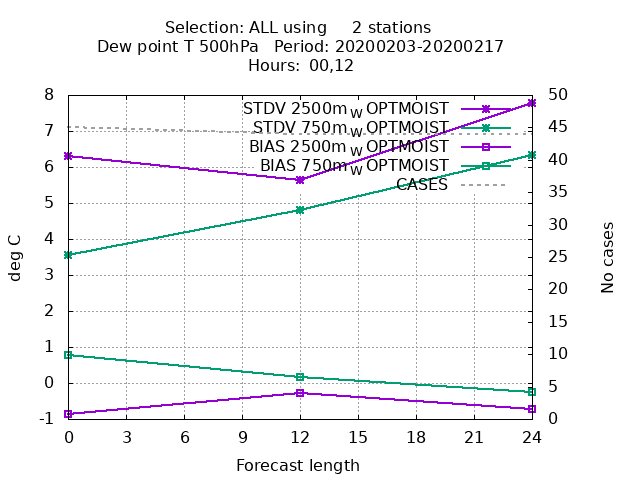 Selection: ALL using     2 stations
Dew point T 500hPa   Period: 20200203-20200217
Hours: 00,12
STDV 2500m_W OPTMOIST
STDV 750m_W OPTMOIST
BIAS 2500m_W OPTMOIST
BIAS 750m_W OPTMOIST
CASES
8
7
6
5
4
3
2
1
0
-1
deg C
50
45
40
35
30
25
20
15
10
5
0
No cases
0 3 6 9 12 15 18 21 24
Forecast length